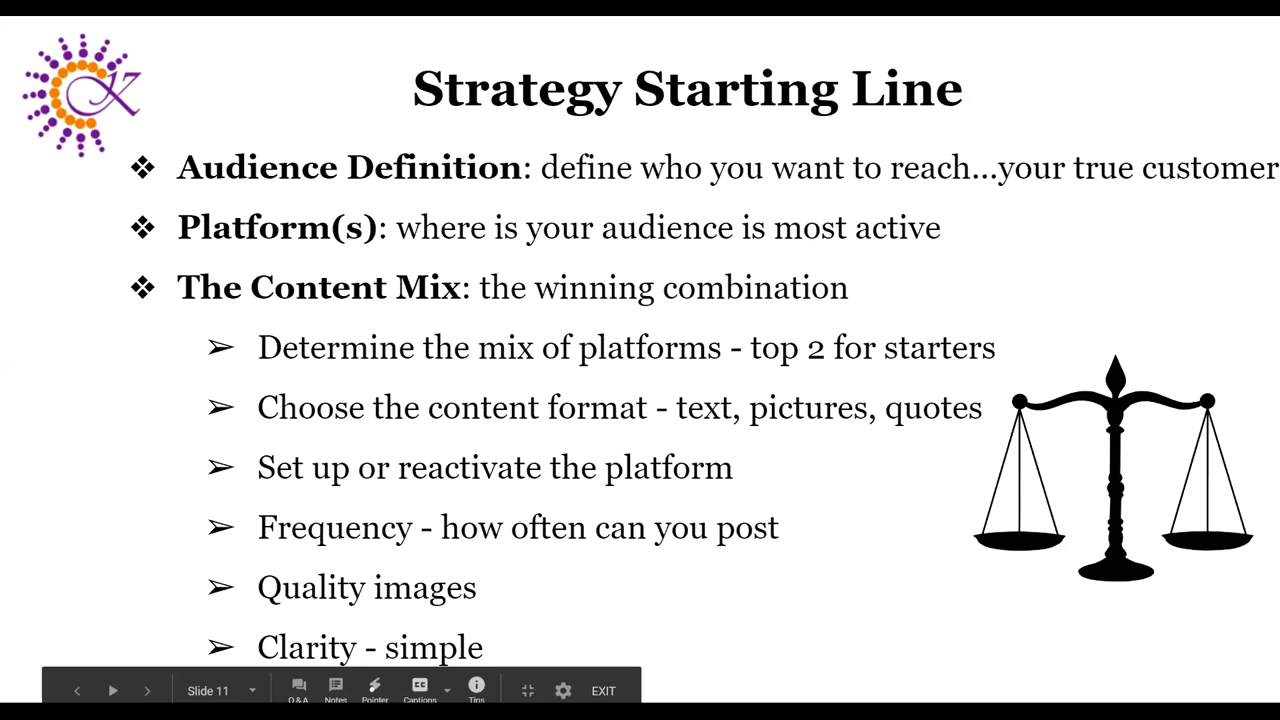 CK
Strategy Starting Line
❖ Audience Definition: define who you want to reach...your true customer
❖ Platform(s): where is your audience is most active
❖ The Content Mix: the winning combination
➢ Determine the mix of platforms - top 2 for starters
➢ Choose the content format - text, pictures, quotes
➢ Set up or reactivate the platform
➢ Frequency - how often can you post
➢ Quality images
➢ Clarity - simple
Slide 11 Q&A Notes Pointer Captions Tips EXIT